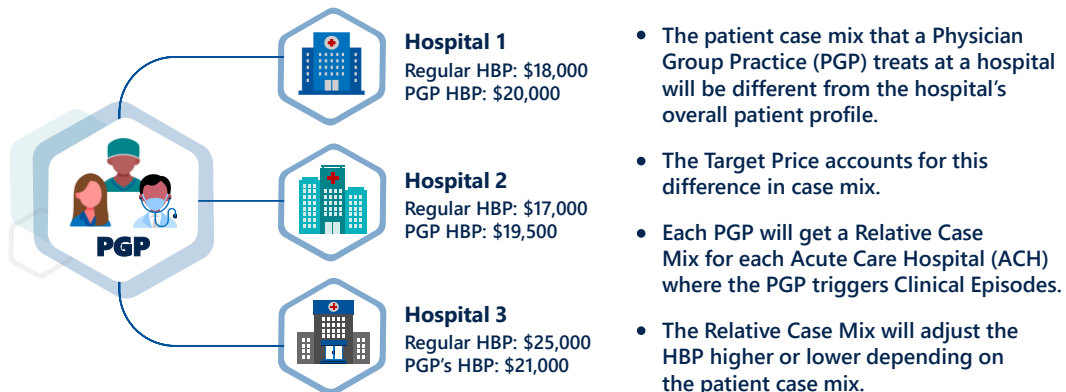 PGP
Hospital 1
Regular HBP: $18,000
PGP HBP: $20,000
Hospital 2
Regular HBP: $17,000
PGP HBP: $19,500
Hospital 3
Regular HBP: $25,000
PGP's HBP: $21,000
• The patient case mix that a Physician
Group Practice (PGP) treats at a hospital
will be different from the hospital's
overall patient profile.
• The Target Price accounts for this
difference in case mix.
• Each PGP will get a Relative Case
Mix for each Acute Care Hospital (ACH)
where the PGP triggers Clinical Episodes.
• The Relative Case Mix will adjust the
HBP higher or lower depending on
the patient case mix.